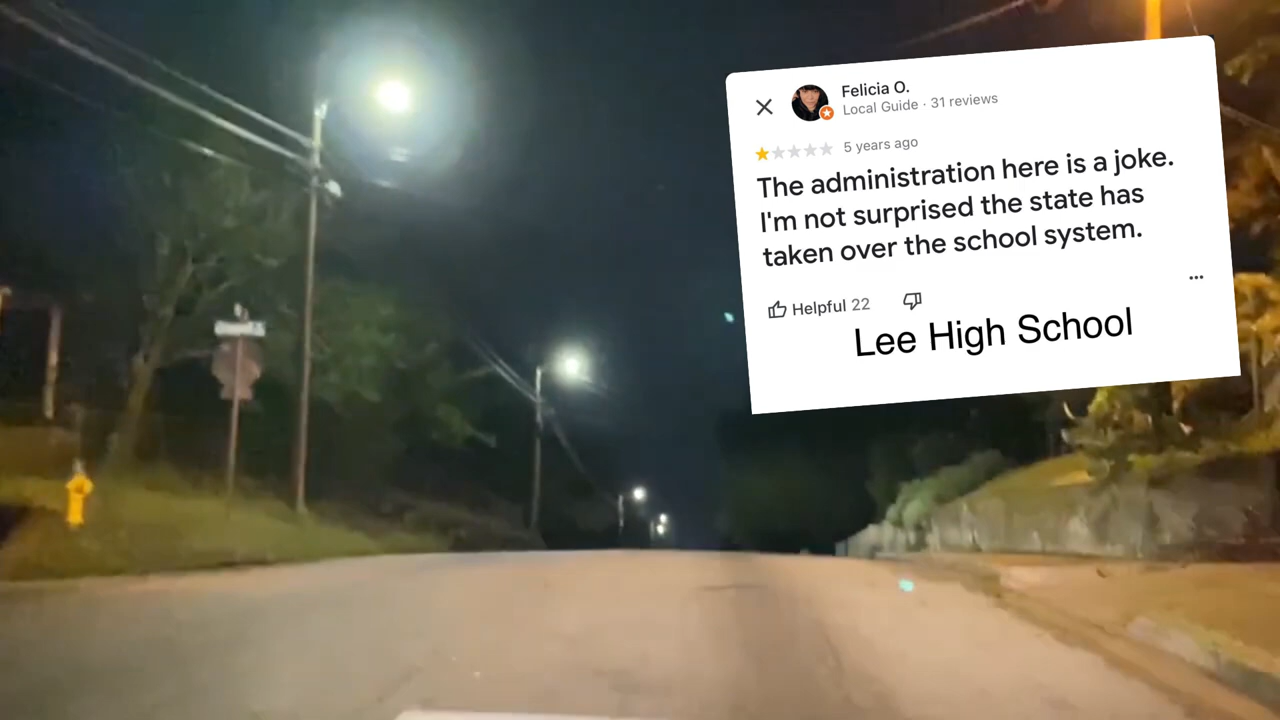 Felicia O.
Local Guide · 31 reviews
5 years ago
The administration here is a joke.
I'm not surprised the state has
taken over the school system.
Helpful 22
Lee High School